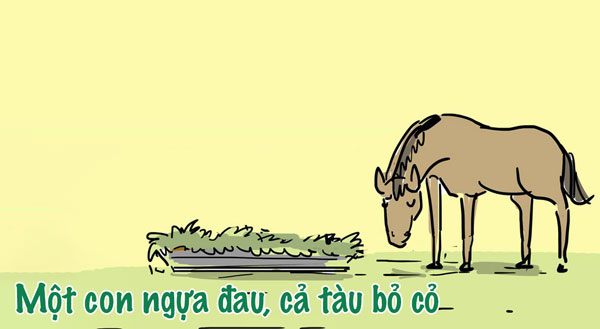 Một con ngựa đau, cả tàu bỏ cỏ